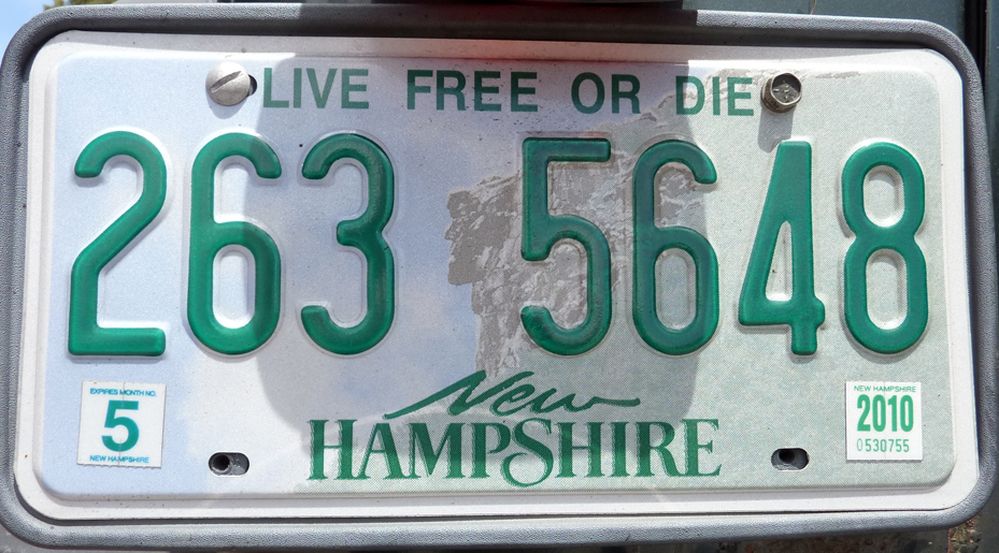 LIVE FREE OR DIE
263 5648
EXPIRES MONTH NO.
5
NEW HAMPSHIRE
New
HAMPSHIRE
NEW HAMPSHIRE
2010
0530755